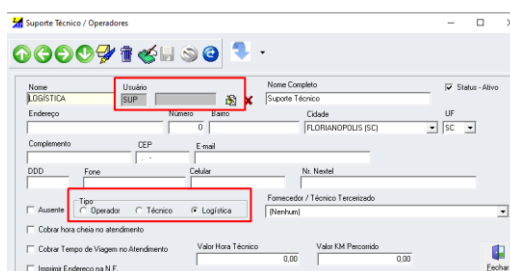 Suporte Técnico / Operadores
Nome Usuário Nome Completo Status - Ativo
LOGÍSTICA SUP Suporte Técnico
Endereço Número Bairro Cidade UF
0 FLORIANOPOLIS (SC) SC
Complemento CEP E-mail
. -
DDD Fone Celular Nr. Nextel
Tipo Fornecedor / Técnico Terceirizado
Ausente Operador Técnico Logística (Nenhum)
Cobrar hora cheia no atendimento
Cobrar Tempo de Viagem no Atendimento Valor Hora Técnico Valor KM Percorrido
0,00 0,00
Imprimir Endereço na N.F. Fechar